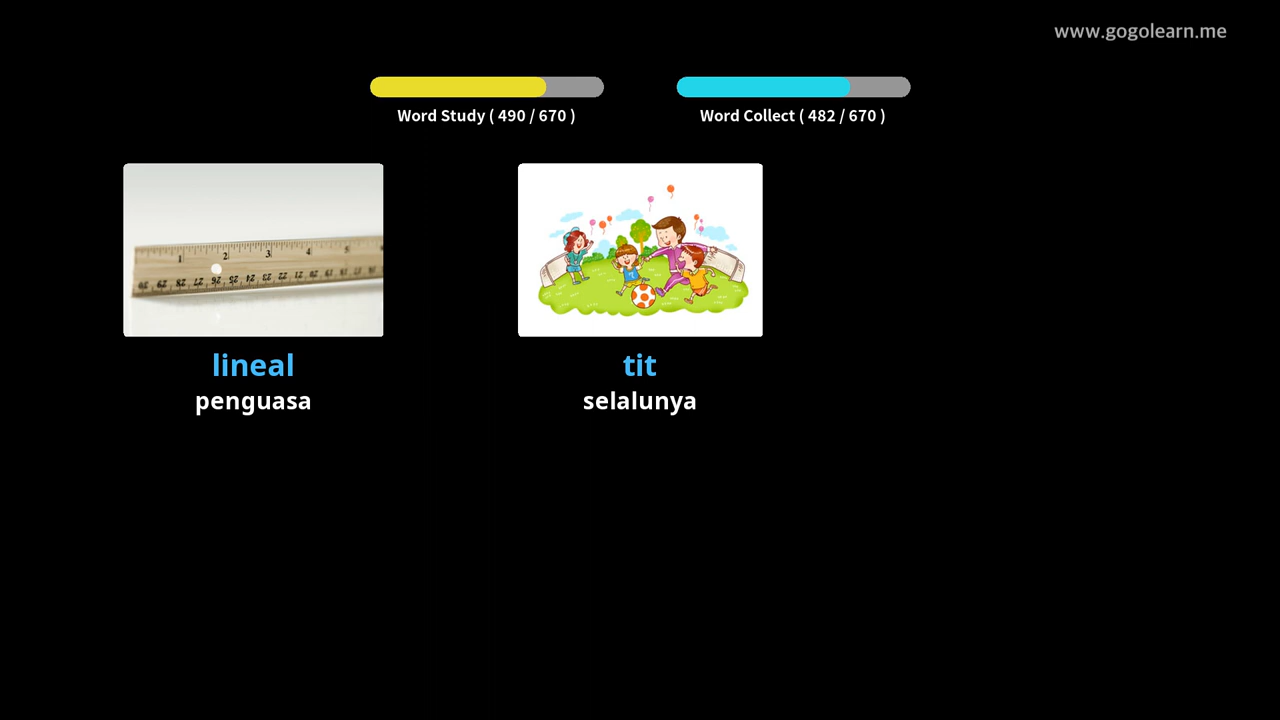 www.gogolearn.me
Word Study ( 490 / 670 )
Word Collect ( 482 / 670 )
lineal
penguasa
tit
selalunya